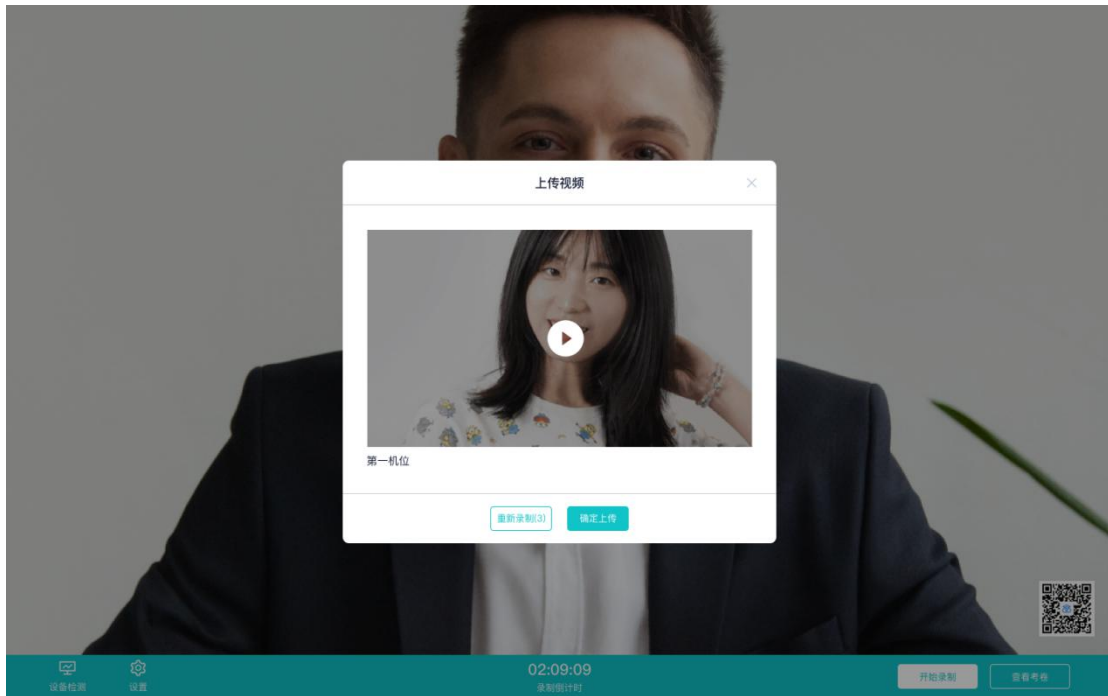 上传视频
第一机位
重新录制(3)
确定上传
设备检测
设置
02:09:09
录制倒计时
开始录制
查看考卷